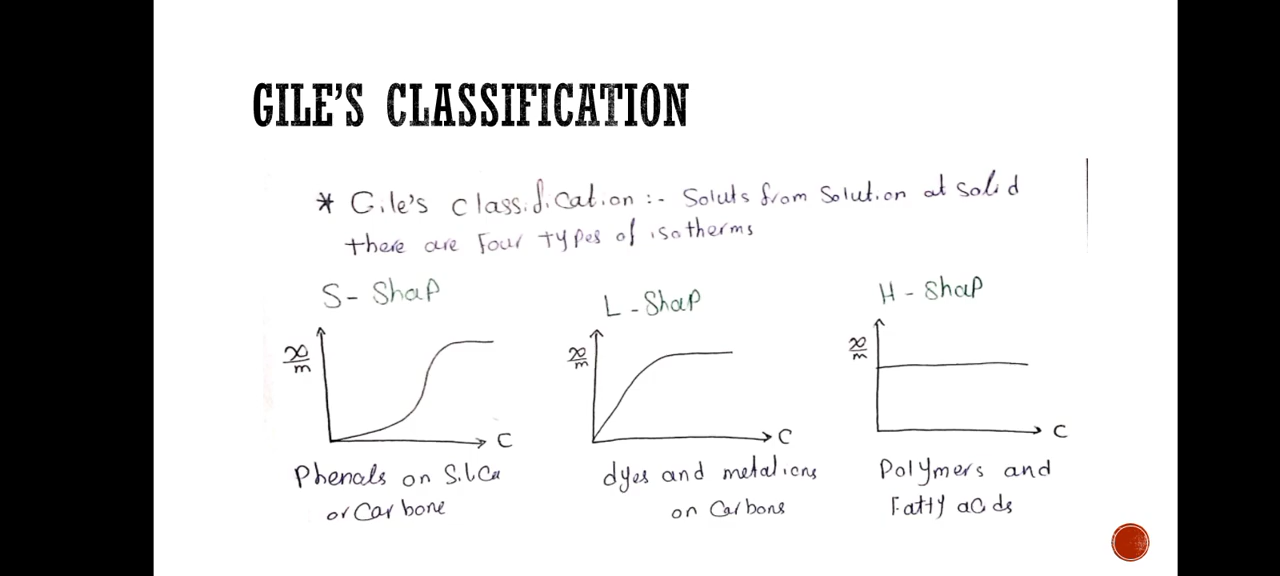 GILE'S CLASSIFICATION
* Gile's classification :- Soluts from Solution at Solid
there are Four types of isotherms
S - Shap
L - Shap
H - Shap
x/m
x/m
x/m
C
C
C
Phenols on SiliCa
or Carbone
dyes and metal ions
on Carbons
Polymers and
Fatty acids